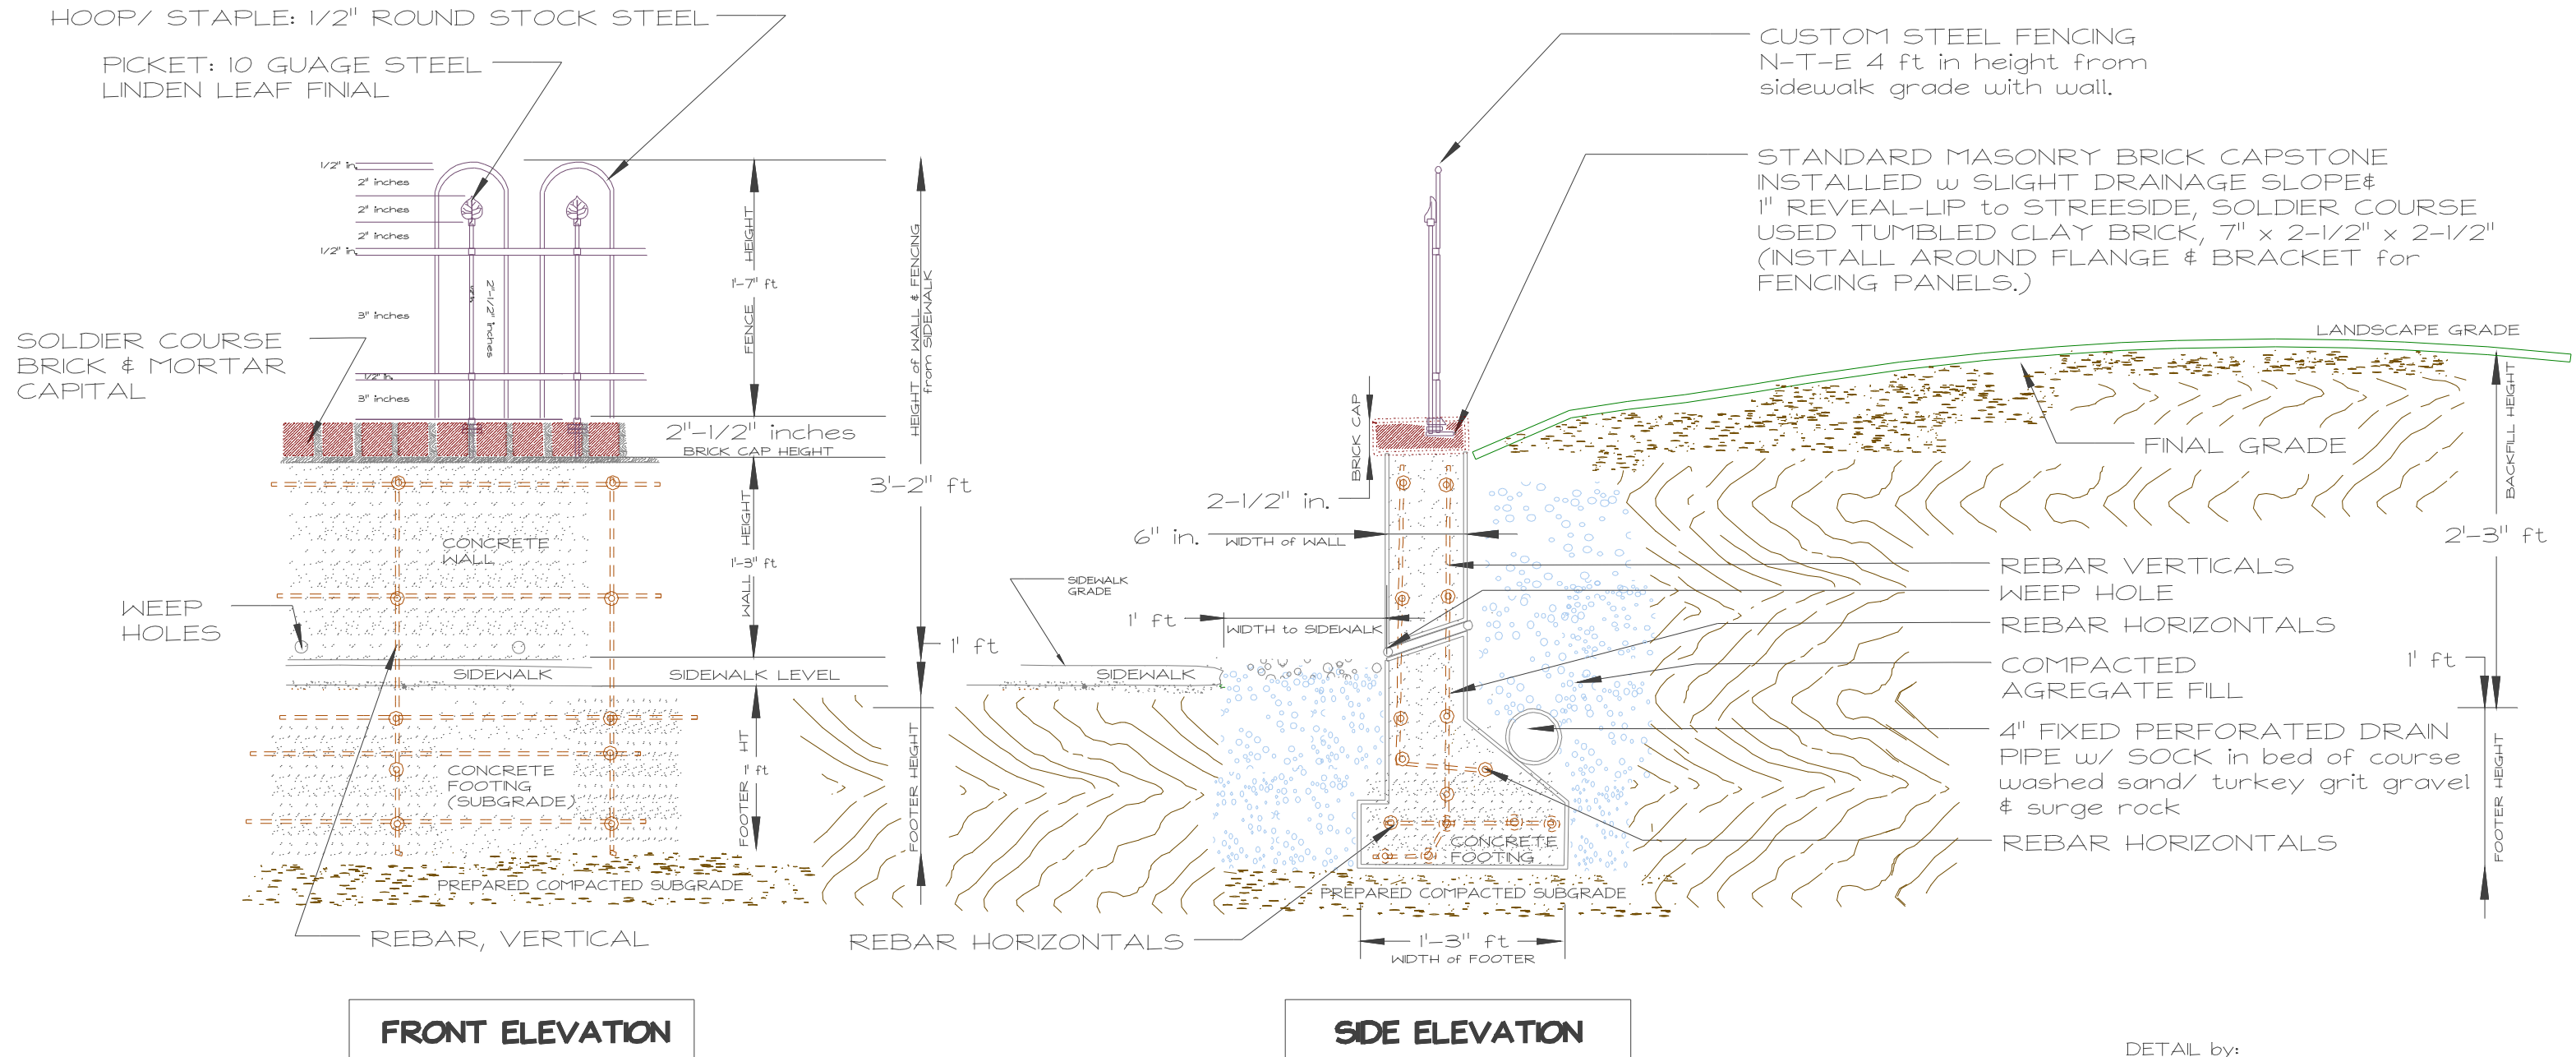 HOOP/ STAPLE: 1/2" ROUND STOCK STEEL
PICKET: 10 GUAGE STEEL
LINDEN LEAF FINIAL
1/2" in.
2" inches
2" inches
2" inches
1/2" in.
3" inches
1/2" in.
3" inches
2"-1/2" inches
SOLDIER COURSE
BRICK & MORTAR
CAPITAL
FENCE HEIGHT
1'-7" ft
HEIGHT of WALL & FENCING
from SIDEWALK
2"-1/2" inches
BRICK CAP HEIGHT
3'-2" ft
WALL HEIGHT
1'-3" ft
CONCRETE
WALL
WEEP
HOLES
1' ft
SIDEWALK
SIDEWALK LEVEL
FOOTER HT
1' ft
FOOTER HEIGHT
CONCRETE
FOOTING
(SUBGRADE)
PREPARED COMPACTED SUBGRADE
REBAR, VERTICAL
FRONT ELEVATION
CUSTOM STEEL FENCING
N-T-E 4 ft in height from
sidewalk grade with wall.
STANDARD MASONRY BRICK CAPSTONE
INSTALLED w SLIGHT DRAINAGE SLOPE&
1" REVEAL-LIP to STREESIDE, SOLDIER COURSE
USED TUMBLED CLAY BRICK, 7" x 2-1/2" x 2-1/2"
(INSTALL AROUND FLANGE & BRACKET for
FENCING PANELS.)
LANDSCAPE GRADE
FINAL GRADE
BACKFILL HEIGHT
2'-3" ft
BRICK CAP
2-1/2" in.
6" in.
WIDTH of WALL
SIDEWALK
GRADE
1' ft
WIDTH to SIDEWALK
SIDEWALK
REBAR VERTICALS
WEEP HOLE
REBAR HORIZONTALS
COMPACTED
AGREGATE FILL
1' ft
4" FIXED PERFORATED DRAIN
PIPE w/ SOCK in bed of course
washed sand/ turkey grit gravel
& surge rock
REBAR HORIZONTALS
FOOTER HEIGHT
CONCRETE
FOOTING
PREPARED COMPACTED SUBGRADE
REBAR HORIZONTALS
1'-3" ft
WIDTH of FOOTER
SIDE ELEVATION
DETAIL by: